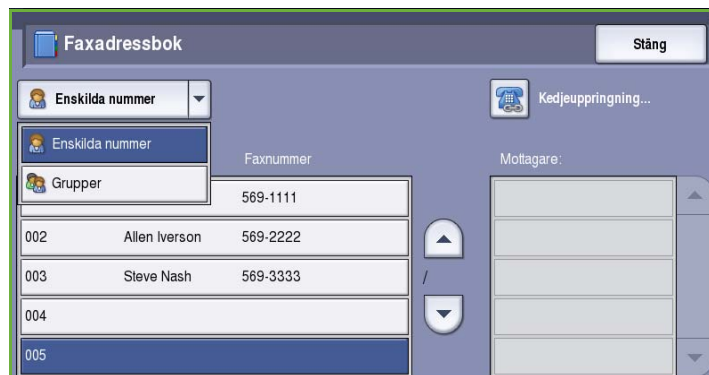 Faxadressbok
Stäng
Enskilda nummer
Kedjeuppringning...
Enskilda nummer
Grupper
Faxnummer
Mottagare:
569-1111
002 Allen Iverson 569-2222
003 Steve Nash 569-3333
/
004
005